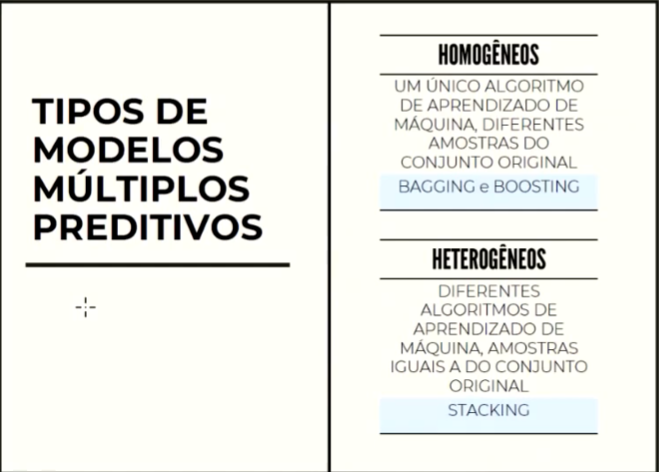 TIPOS DE
MODELOS
MÚLTIPLOS
PREDITIVOS
HOMOGÊNEOS
UM ÚNICO ALGORITMO
DE APRENDIZADO DE
MÁQUINA, DIFERENTES
AMOSTRAS DO
CONJUNTO ORIGINAL
BAGGING e BOOSTING
HETEROGÊNEOS
DIFERENTES
ALGORITMOS DE
APRENDIZADO DE
MÁQUINA, AMOSTRAS
IGUAIS A DO CONJUNTO
ORIGINAL
STACKING